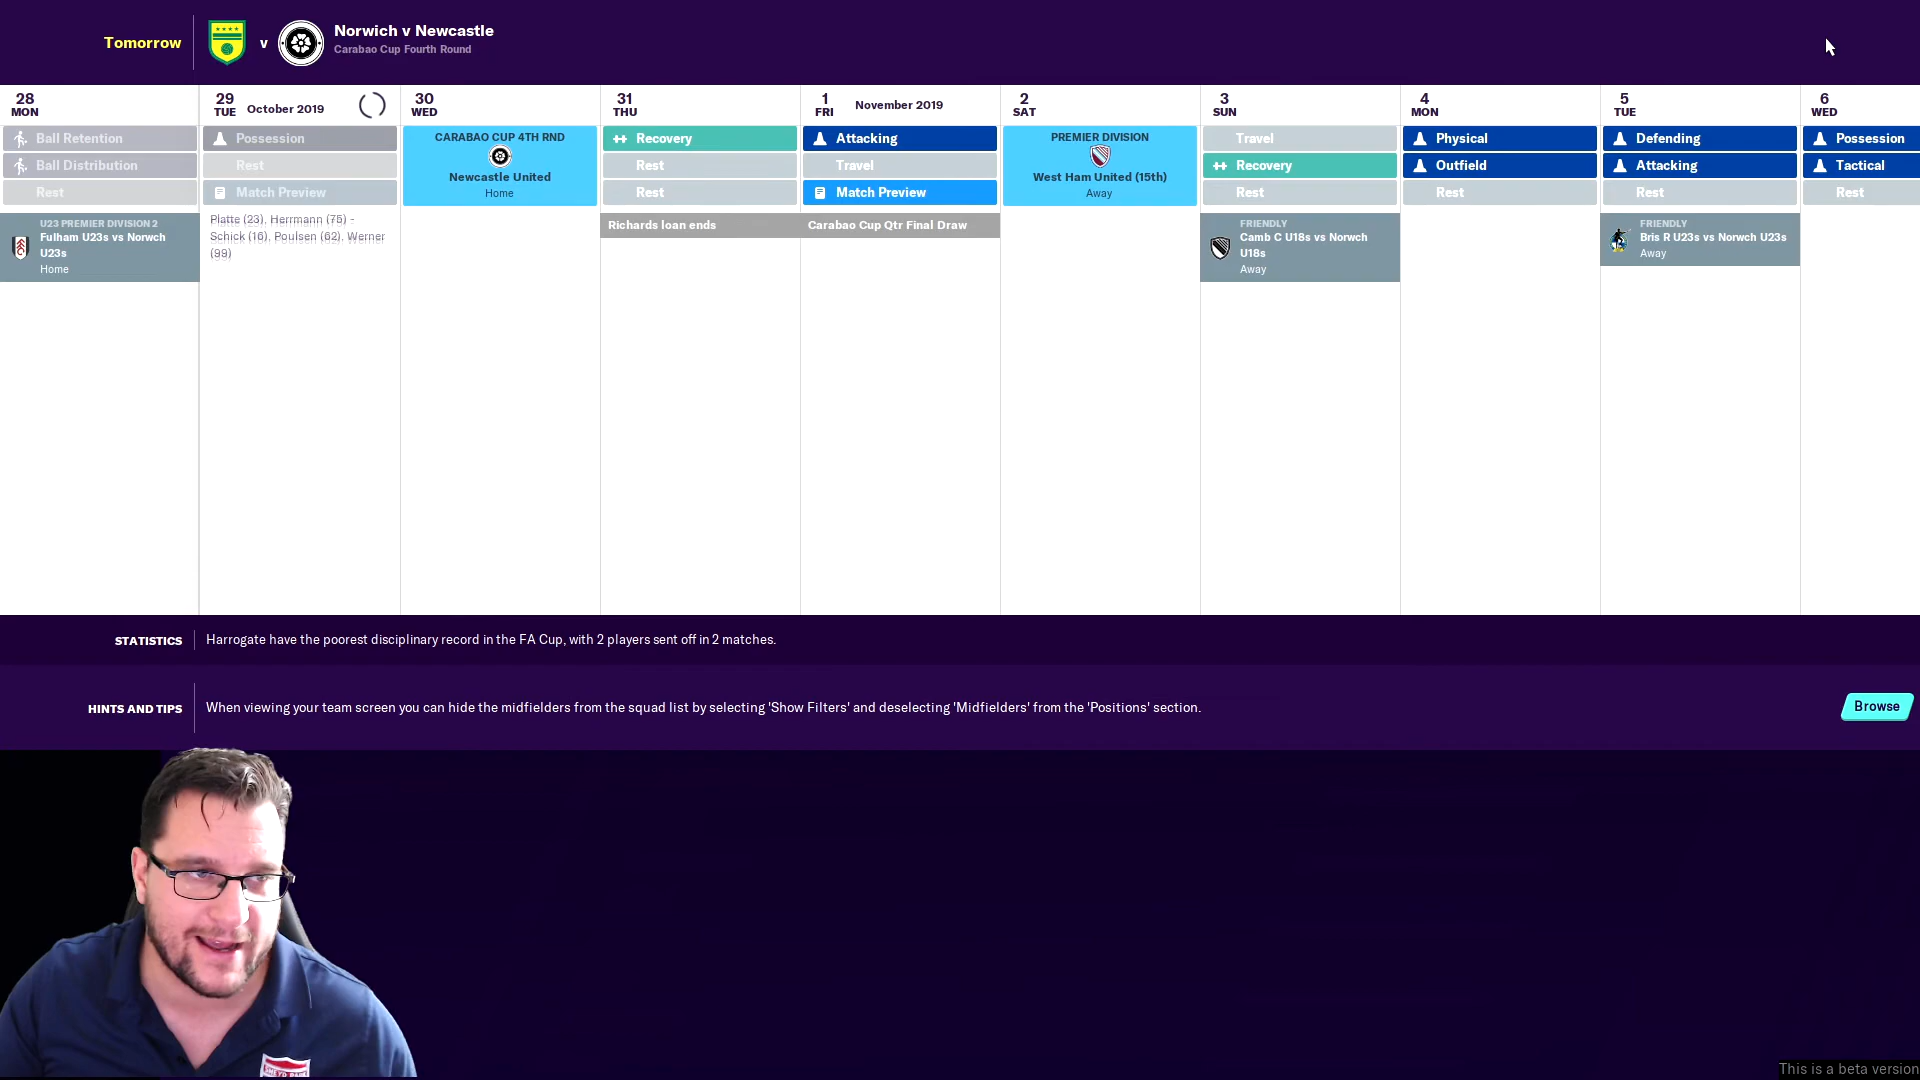 Tomorrow
v
Norwich v Newcastle
Carabao Cup Fourth Round
28
MON
29
TUE
October 2019
30
WED
31
THU
1
FRI
November 2019
2
SAT
3
SUN
4
MON
5
TUE
6
WED
Ball Retention
Ball Distribution
Rest
U23 PREMIER DIVISION 2
Fulham U23s vs Norwch
U23s
Home
Possession
Rest
Match Preview
Platte (23), Herrmann (75) -
Schick (16), Poulsen (62), Werner
(99)
CARABAO CUP 4TH RND
Newcastle United
Home
Recovery
Rest
Rest
Richards loan ends
Attacking
Travel
Match Preview
Carabao Cup Qtr Final Draw
PREMIER DIVISION
West Ham United (15th)
Away
Travel
Recovery
Rest
FRIENDLY
Camb C U18s vs Norwch
U18s
Away
Physical
Outfield
Rest
Defending
Attacking
Rest
FRIENDLY
Bris R U23s vs Norwch U23s
Away
Possession
Tactical
Rest
STATISTICS
Harrogate have the poorest disciplinary record in the FA Cup, with 2 players sent off in 2 matches.
HINTS AND TIPS
When viewing your team screen you can hide the midfielders from the squad list by selecting 'Show Filters' and deselecting 'Midfielders' from the 'Positions' section.
Browse
This is a beta version